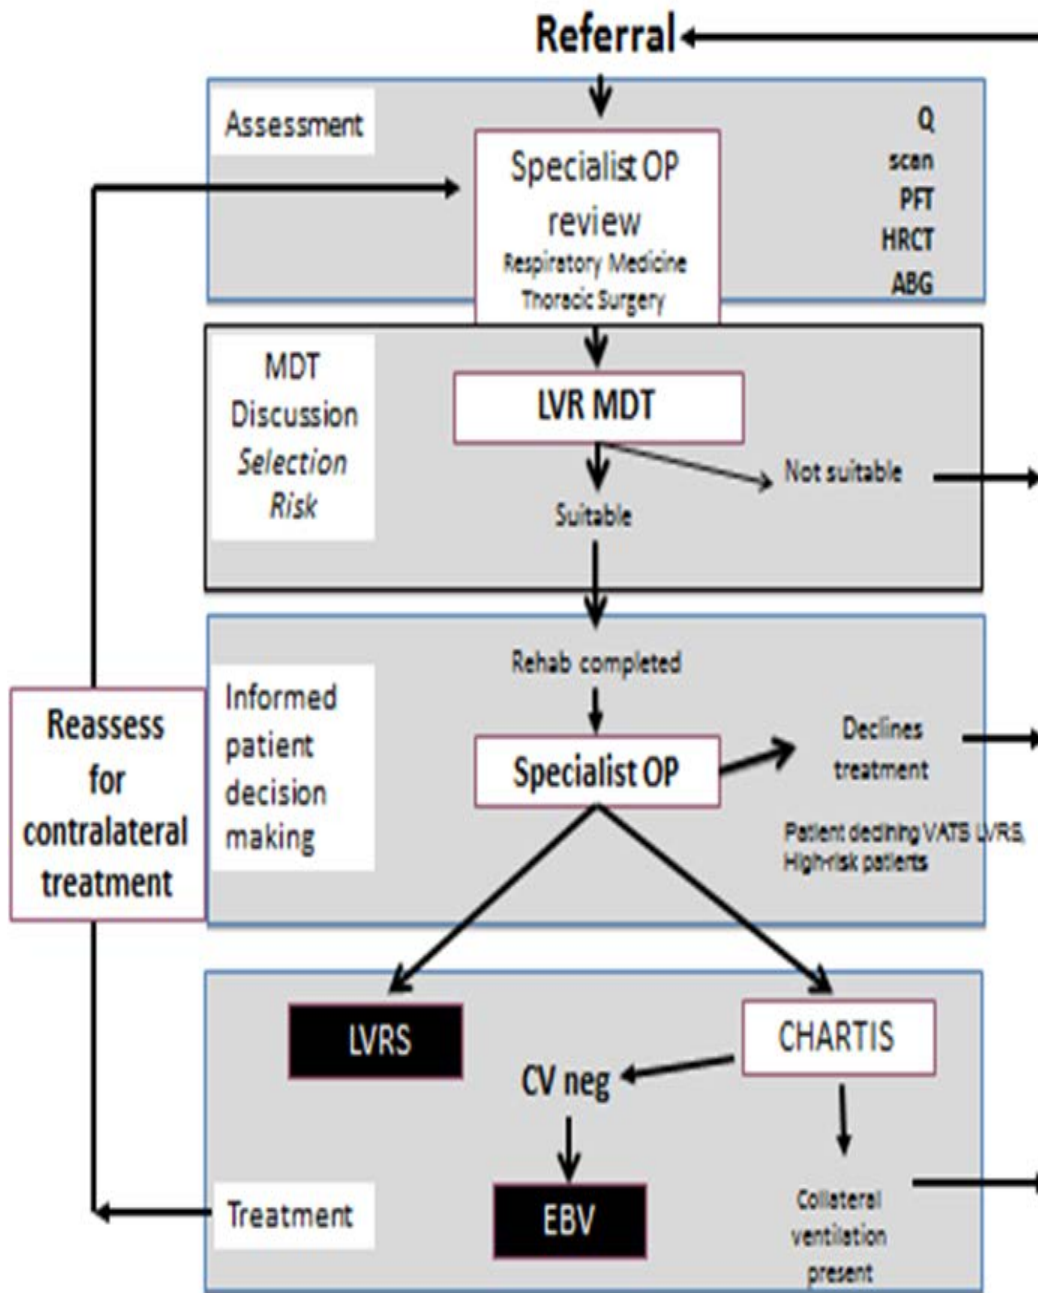 Referral
Assessment
Specialist OP
review
Respiratory Medicine
Thoracic Surgery
Q
scan
PFT
HRCT
ABG
MDT
Discussion
Selection
Risk
LVR MDT
Not suitable
Suitable
Reassess
for
contralateral
treatment
Informed
patient
decision
making
Rehab completed
Specialist OP
Declines
treatment
Patient declining VATS LVRS,
High-risk patients
LVRS
CHARTIS
CV neg
EBV
Collateral
ventilation
present
Treatment